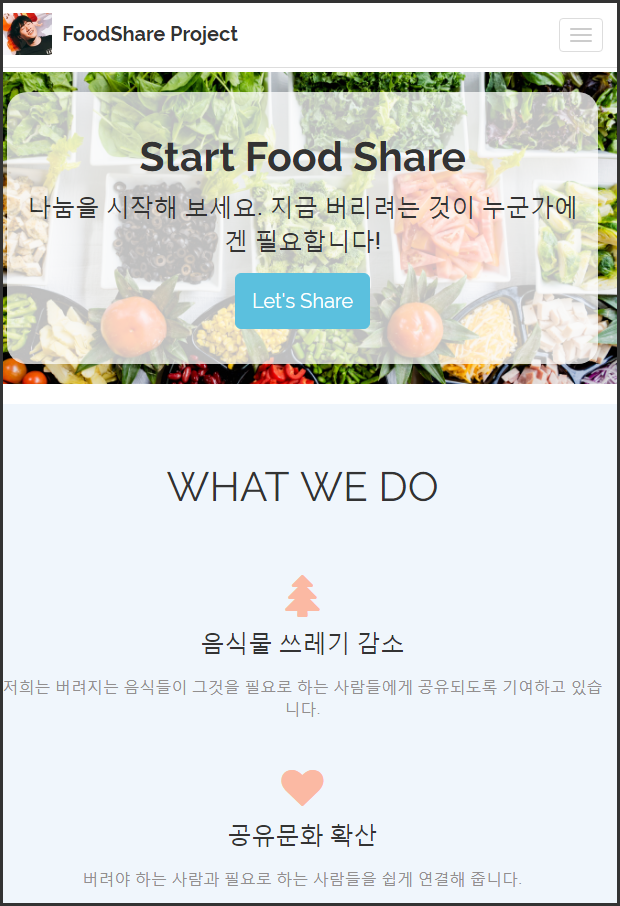 FoodShare Project
Start Food Share
나눔을 시작해 보세요. 지금 버리려는 것이 누군가에
겐 필요합니다!
Let's Share
WHAT WE DO
음식물 쓰레기 감소
저희는 버려지는 음식들이 그것을 필요로 하는 사람들에게 공유되도록 기여하고 있습
니다.
공유문화 확산
버려야 하는 사람과 필요로 하는 사람들을 쉽게 연결해 줍니다.